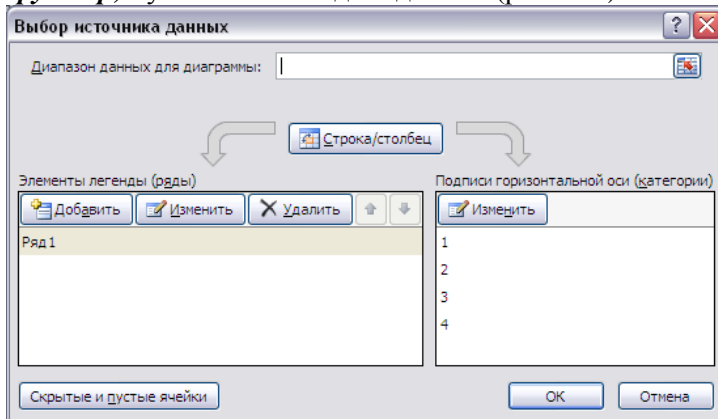 Выбор источника данных
Диапазон данных для диаграммы:
Строка/столбец
Элементы легенды (ряды)
Подписи горизонтальной оси (категории)
Добавить Изменить Удалить
Изменить
Ряд1
1
2
3
4
Скрытые и пустые ячейки
ОК Отмена